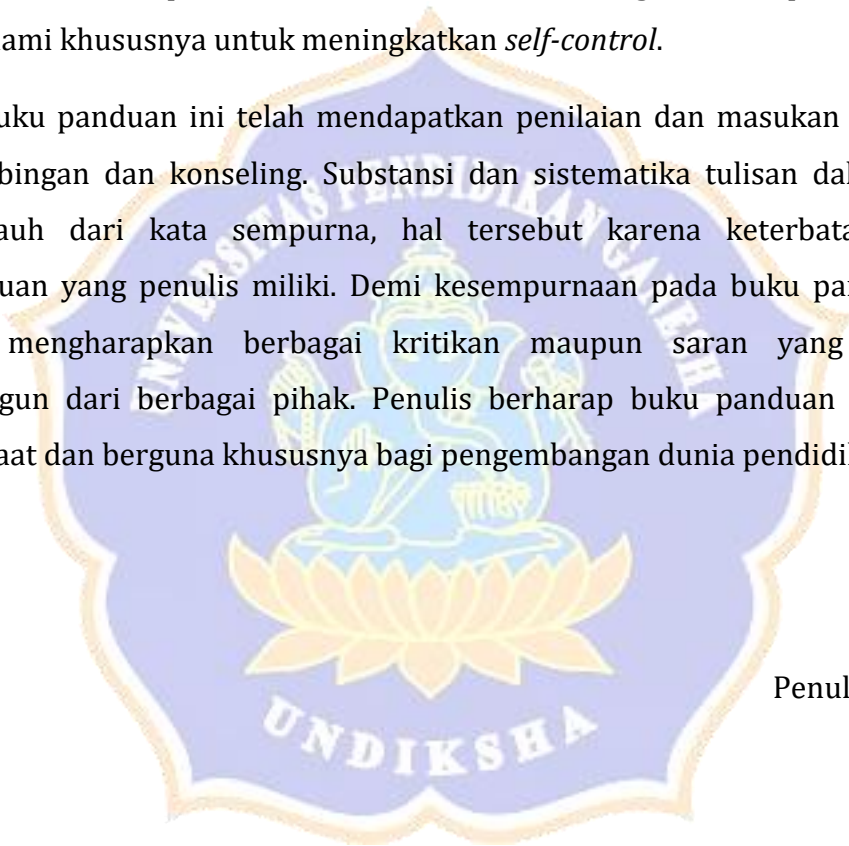 ami khususnya untuk meningkatkan self-control.
uku panduan ini telah mendapatkan penilaian dan masukan
bingan dan konseling. Substansi dan sistematika tulisan dal
auh dari kata sempurna, hal tersebut karena keterbata
uan yang penulis miliki. Demi kesempurnaan pada buku pa
mengharapkan berbagai kritikan maupun saran yang
gun dari berbagai pihak. Penulis berharap buku panduan
aat dan berguna khususnya bagi pengembangan dunia pendidi
Penul
UNIVERSITAS PENDIDIKAN GANESHA
UNDIKSHA